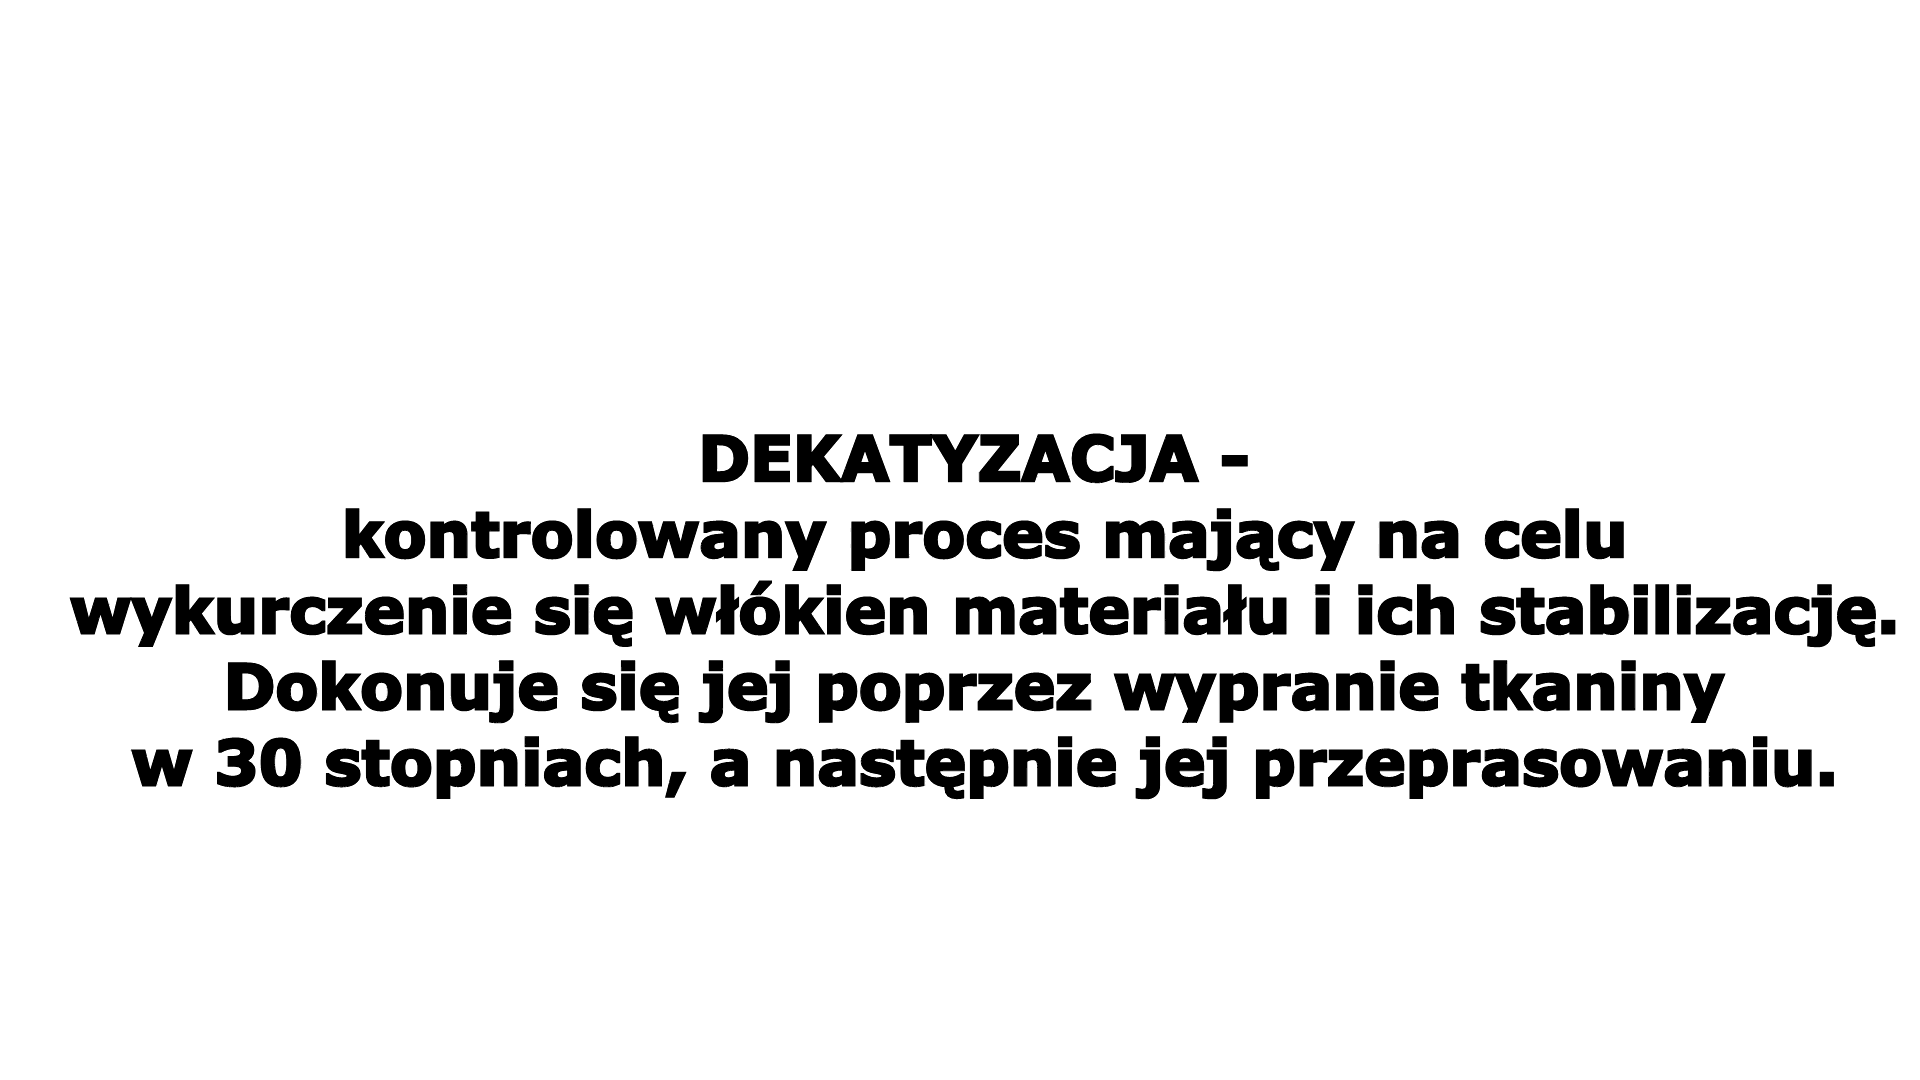 DEKATYZACJA -
kontrolowany proces mający na celu
wykurczenie się włókien materiału i ich stabilizację.
Dokonuje się jej poprzez wypranie tkaniny
w 30 stopniach, a następnie jej przeprasowaniu.